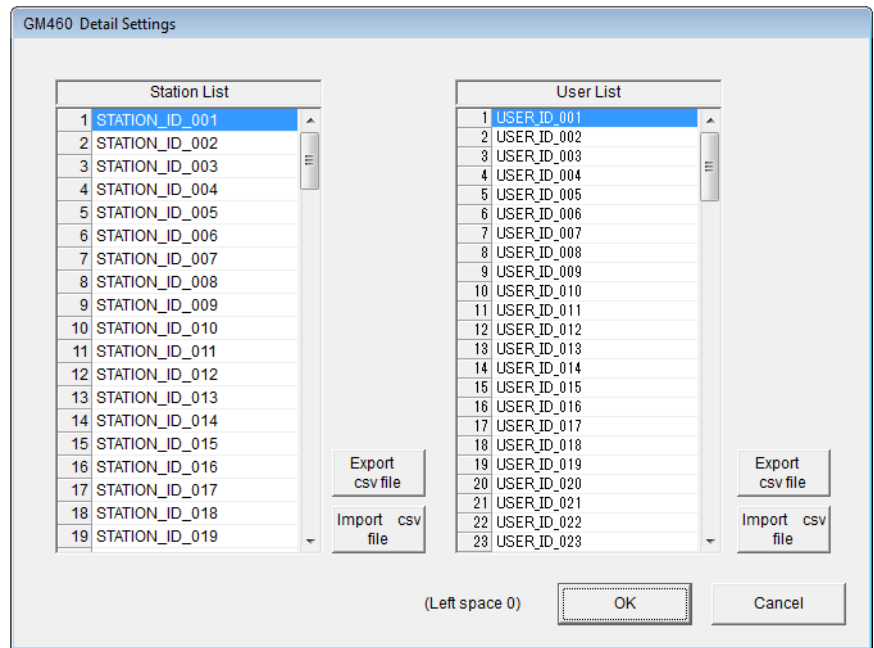 GM460 Detail Settings
Station List
1 STATION_ID_001
2 STATION_ID_002
3 STATION_ID_003
4 STATION_ID_004
5 STATION_ID_005
6 STATION_ID_006
7 STATION_ID_007
8 STATION_ID_008
9 STATION_ID_009
10 STATION_ID_010
11 STATION_ID_011
12 STATION_ID_012
13 STATION_ID_013
14 STATION_ID_014
15 STATION_ID_015
16 STATION_ID_016
17 STATION_ID_017
18 STATION_ID_018
19 STATION_ID_019
Export
csv file
Import csv
file
User List
1 USER_ID_001
2 USER_ID_002
3 USER_ID_003
4 USER_ID_004
5 USER_ID_005
6 USER_ID_006
7 USER_ID_007
8 USER_ID_008
9 USER_ID_009
10 USER_ID_010
11 USER_ID_011
12 USER_ID_012
13 USER_ID_013
14 USER_ID_014
15 USER_ID_015
16 USER_ID_016
17 USER_ID_017
18 USER_ID_018
19 USER_ID_019
20 USER_ID_020
21 USER_ID_021
22 USER_ID_022
23 USER_ID_023
Export
csv file
Import csv
file
(Left space 0)
OK
Cancel